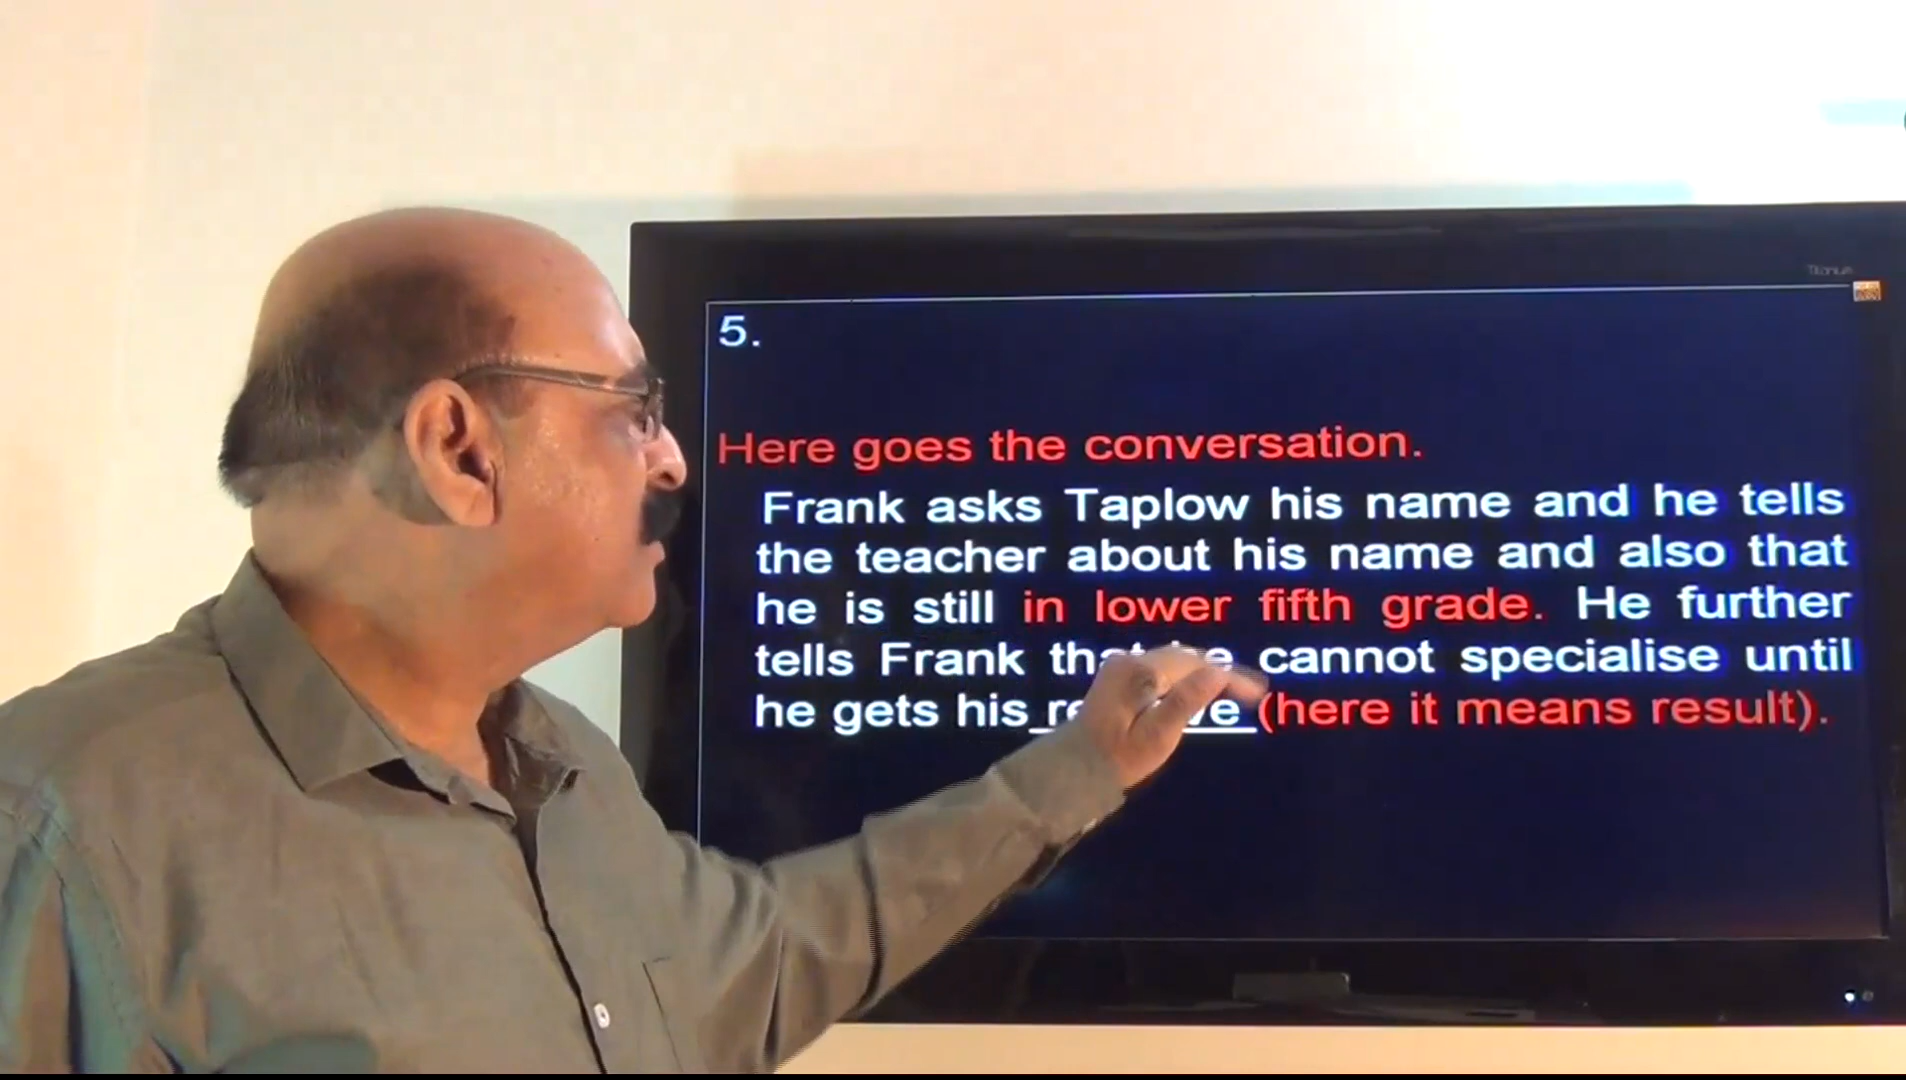 5.
Here goes the conversation.
Frank asks Taplow his name and he tells
the teacher about his name and also that
he is still in lower fifth grade. He further
tells Frank that he cannot specialise until
he gets his (here it means result).